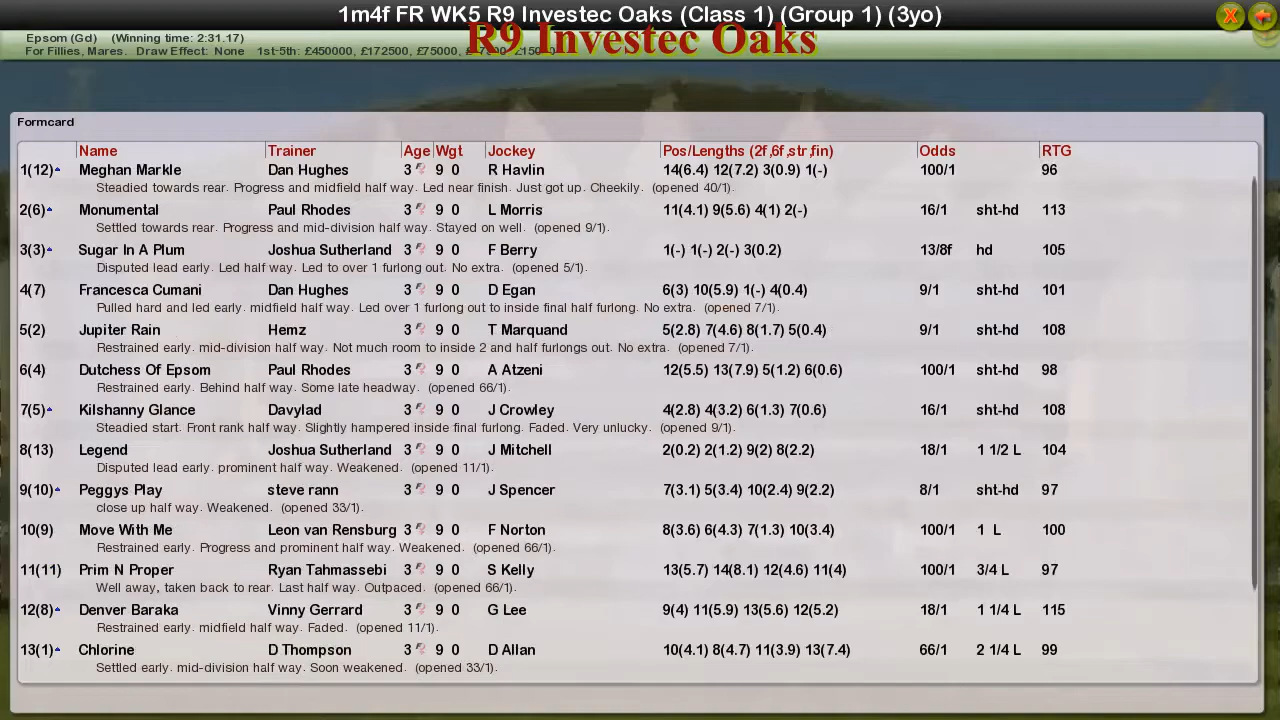 1m4f FR WK5 R9 Investec Oaks (Class 1) (Group 1) (3yo)
Epsom (Gd) (Winning time: 2:31.17)
R9 Investec Oaks
For Fillies, Mares. Draw Effect: None 1st-5th: £450000, £172500, £75000,
Formcard
Name Trainer Age Wgt Jockey Pos/Lengths (2f,6f,str,fin) Odds RTG
1(12) Meghan Markle Dan Hughes 3 9 0 R Havlin 14(6.4) 12(7.2) 3(0.9) 1(-) 100/1 96
Steadied towards rear. Progress and midfield half way. Led near finish. Just got up. Cheekily. (opened 40/1).
2(6) Monumental Paul Rhodes 3 9 0 L Morris 11(4.1) 9(5.6) 4(1) 2(-) 16/1 sht-hd 113
Settled towards rear. Progress and mid-division half way. Stayed on well. (opened 9/1).
3(3) Sugar In A Plum Joshua Sutherland 3 9 0 F Berry 1(-) 1(-) 2(-) 3(0.2) 13/8f hd 105
Disputed lead early. Led half way. Led to over 1 furlong out. No extra. (opened 5/1).
4(7) Francesca Cumani Dan Hughes 3 9 0 D Egan 6(3) 10(5.9) 1(-) 4(0.4) 9/1 sht-hd 101
Pulled hard and led early. midfield half way. Led over 1 furlong out to inside final half furlong. No extra. (opened 7/1).
5(2) Jupiter Rain Hemz 3 9 0 T Marquand 5(2.8) 7(4.6) 8(1.7) 5(0.4) 9/1 sht-hd 108
Restrained early. mid-division half way. Not much room to inside 2 and half furlongs out. No extra. (opened 7/1).
6(4) Dutchess Of Epsom Paul Rhodes 3 9 0 A Atzeni 12(5.5) 13(7.9) 5(1.2) 6(0.6) 100/1 sht-hd 98
Restrained early. Behind half way. Some late headway. (opened 66/1).
7(5) Kilshanny Glance Davylad 3 9 0 J Crowley 4(2.8) 4(3.2) 6(1.3) 7(0.6) 16/1 sht-hd 108
Steadied start. Front rank half way. Slightly hampered inside final furlong. Faded. Very unlucky. (opened 9/1).
8(13) Legend Joshua Sutherland 3 9 0 J Mitchell 2(0.2) 2(1.2) 9(2) 8(2.2) 18/1 1 1/2 L 104
Disputed lead early. prominent half way. Weakened. (opened 11/1).
9(10) Peggys Play steve rann 3 9 0 J Spencer 7(3.1) 5(3.4) 10(2.4) 9(2.2) 8/1 sht-hd 97
close up half way. Weakened. (opened 33/1).
10(9) Move With Me Leon van Rensburg 3 9 0 F Norton 8(3.6) 6(4.3) 7(1.3) 10(3.4) 100/1 1 L 100
Restrained early. Progress and prominent half way. Weakened. (opened 66/1).
11(11) Prim N Proper Ryan Tahmassebi 3 9 0 S Kelly 13(5.7) 14(8.1) 12(4.6) 11(4) 100/1 3/4 L 97
Well away, taken back to rear. Last half way. Outpaced. (opened 66/1).
12(8) Denver Baraka Vinny Gerrard 3 9 0 G Lee 9(4) 11(5.9) 13(5.6) 12(5.2) 18/1 1 1/4 L 115
Restrained early. midfield half way. Faded. (opened 11/1).
13(1) Chlorine D Thompson 3 9 0 D Allan 10(4.1) 8(4.7) 11(3.9) 13(7.4) 66/1 2 1/4 L 99
Settled early. mid-division half way. Soon weakened. (opened 33/1).